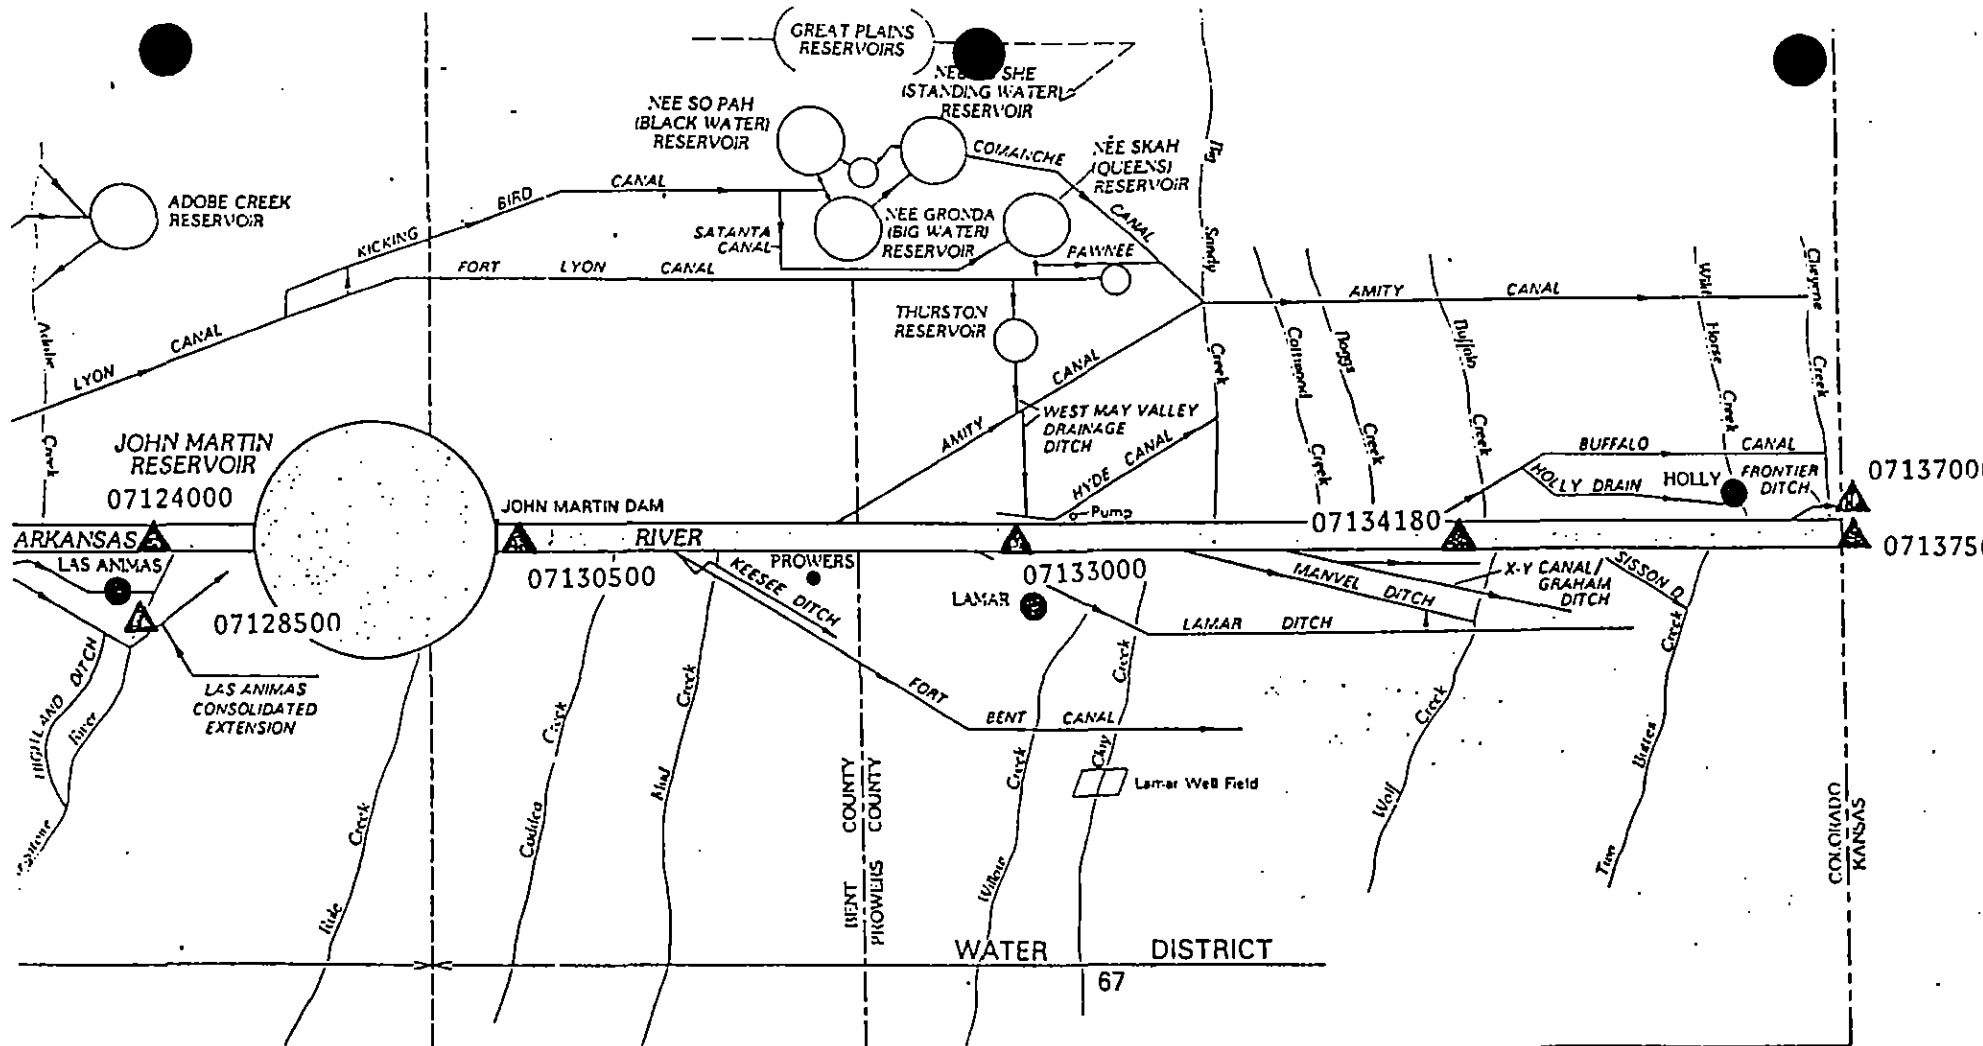 GREAT PLAINS
RESERVOIRS
SHE
(STANDING WATER)
RESERVOIR
NEE SO PAH
(BLACK WATER)
RESERVOIR
NEE SKAH
(QUEENS)
RESERVOIR
COMANCHE
CANAL
ADOBE CREEK
RESERVOIR
KICKING
BIRD
CANAL
NEE GRONDA
(BIG WATER)
RESERVOIR
SATANTA
CANAL
PAWNEE
Big
Sandy
Creek
FORT
LYON
CANAL
LYON
CANAL
THURSTON
RESERVOIR
AMITY
CANAL
AMITY
CANAL
Adobe
Creek
Cottonwood
Creek
Boggs
Creek
Buffalo
Creek
Wild
Horse
Creek
Cheyenne
Creek
WEST MAY VALLEY
DRAINAGE
DITCH
HYDE CANAL
Pump
BUFFALO
CANAL
HOLLY DRAIN
HOLLY
FRONTIER
DITCH
JOHN MARTIN
RESERVOIR
07124000
JOHN MARTIN DAM
07134180
0713700
0713750
ARKANSAS
RIVER
LAS ANIMAS
07128500
07130500
PROWERS
KEESEE DITCH
07133000
LAMAR
MANVEL DITCH
X-Y CANAL/
GRAHAM
DITCH
SISSON D
LAMAR DITCH
HIGHLAND DITCH
River
LAS ANIMAS
CONSOLIDATED
EXTENSION
FORT
BENT CANAL
Rule
Creek
Caddoa
Creek
Mud
Creek
Willow
Creek
Clay
Creek
Lamar Well Field
Wolf
Creek
Two
Buttes
Creek
BENT COUNTY
PROWERS COUNTY
COLORADO
KANSAS
WATER DISTRICT
67